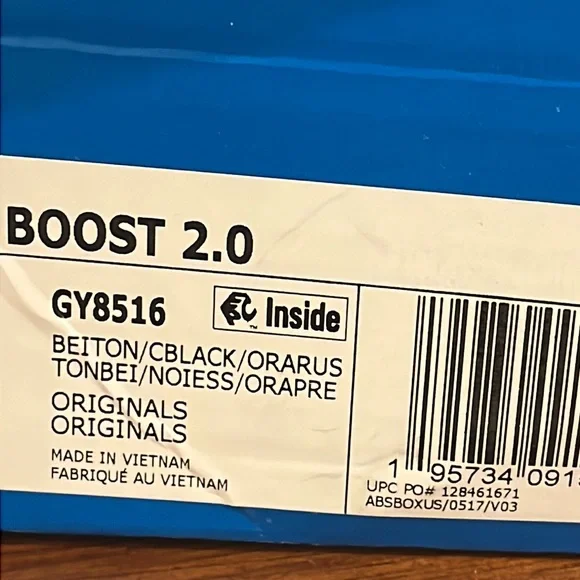 BOOST 2.0
GY8516
™ Inside
BEITON/CBLACK/ORARUS
TONBEI/NOIESS/ORAPRE
ORIGINALS
ORIGINALS
MADE IN VIETNAM
FABRIQUÉ AU VIETNAM
1 95734 091
UPC PO# 128461671
ABSBOXUS/0517/V03